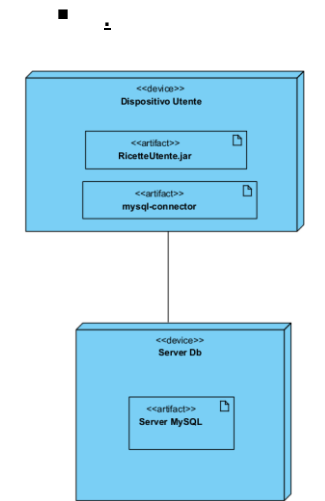 .
<<device>>
Dispositivo Utente
<<artifact>>
RicetteUtente.jar
<<artifact>>
mysql-connector
<<device>>
Server Db
<<artifact>>
Server MySQL